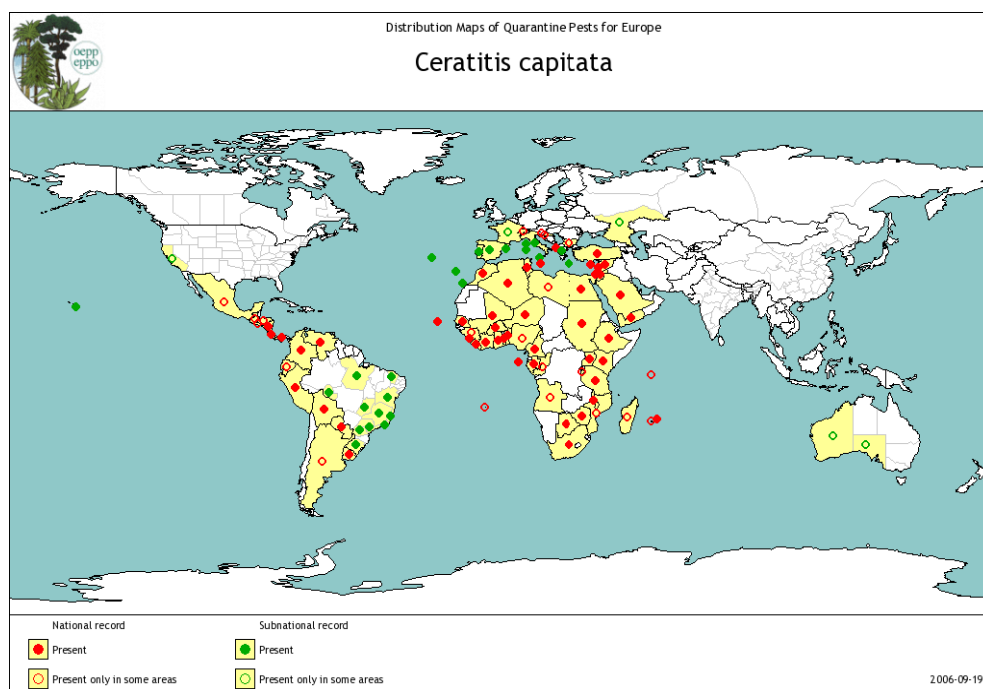 oepp
eppo
Distribution Maps of Quarantine Pests for Europe
Ceratitis capitata
National record
Subnational record
Present
Present
Present only in some areas
Present only in some areas
2006-09-19